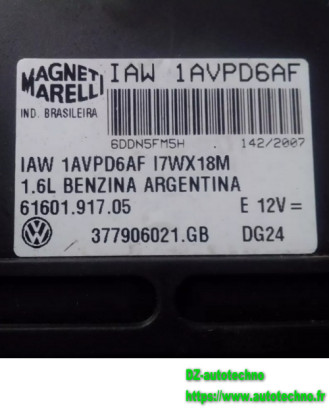 MAGNETI MARELLI
IAW 1AVPD6AF
IND. BRASILEIRA
6DDN5FM5H 142/2007
IAW 1AVPD6AF I7WX18M
1.6L BENZINA ARGENTINA
61601.917.05 E 12V=
377906021.GB DG24
DZ-autotechno
https://www.autotechno.fr